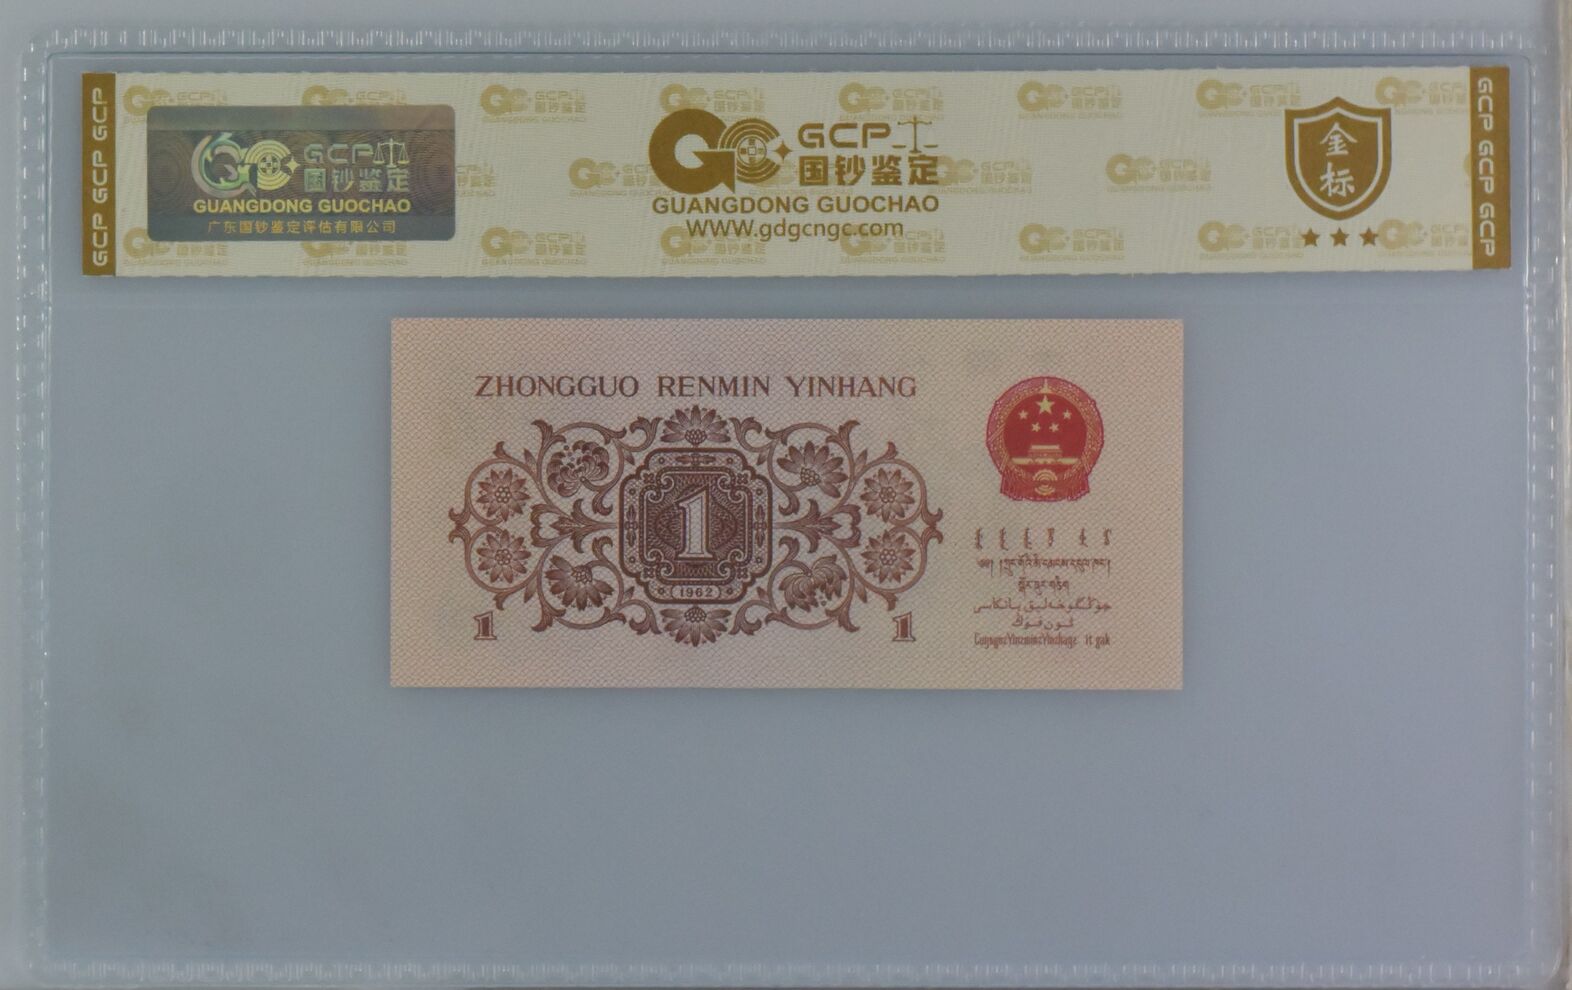 GCP GCP GCP
GCP
国钞鉴定
GUANGDONG GUOCHAO
广东国钞鉴定评估有限公司
GCP
国钞鉴定
GUANGDONG GUOCHAO
WWW.gdgcngc.com
金标
GCP GCP GCP
ZHONGGUO RENMIN YINHANG
1
(1962)
1
1